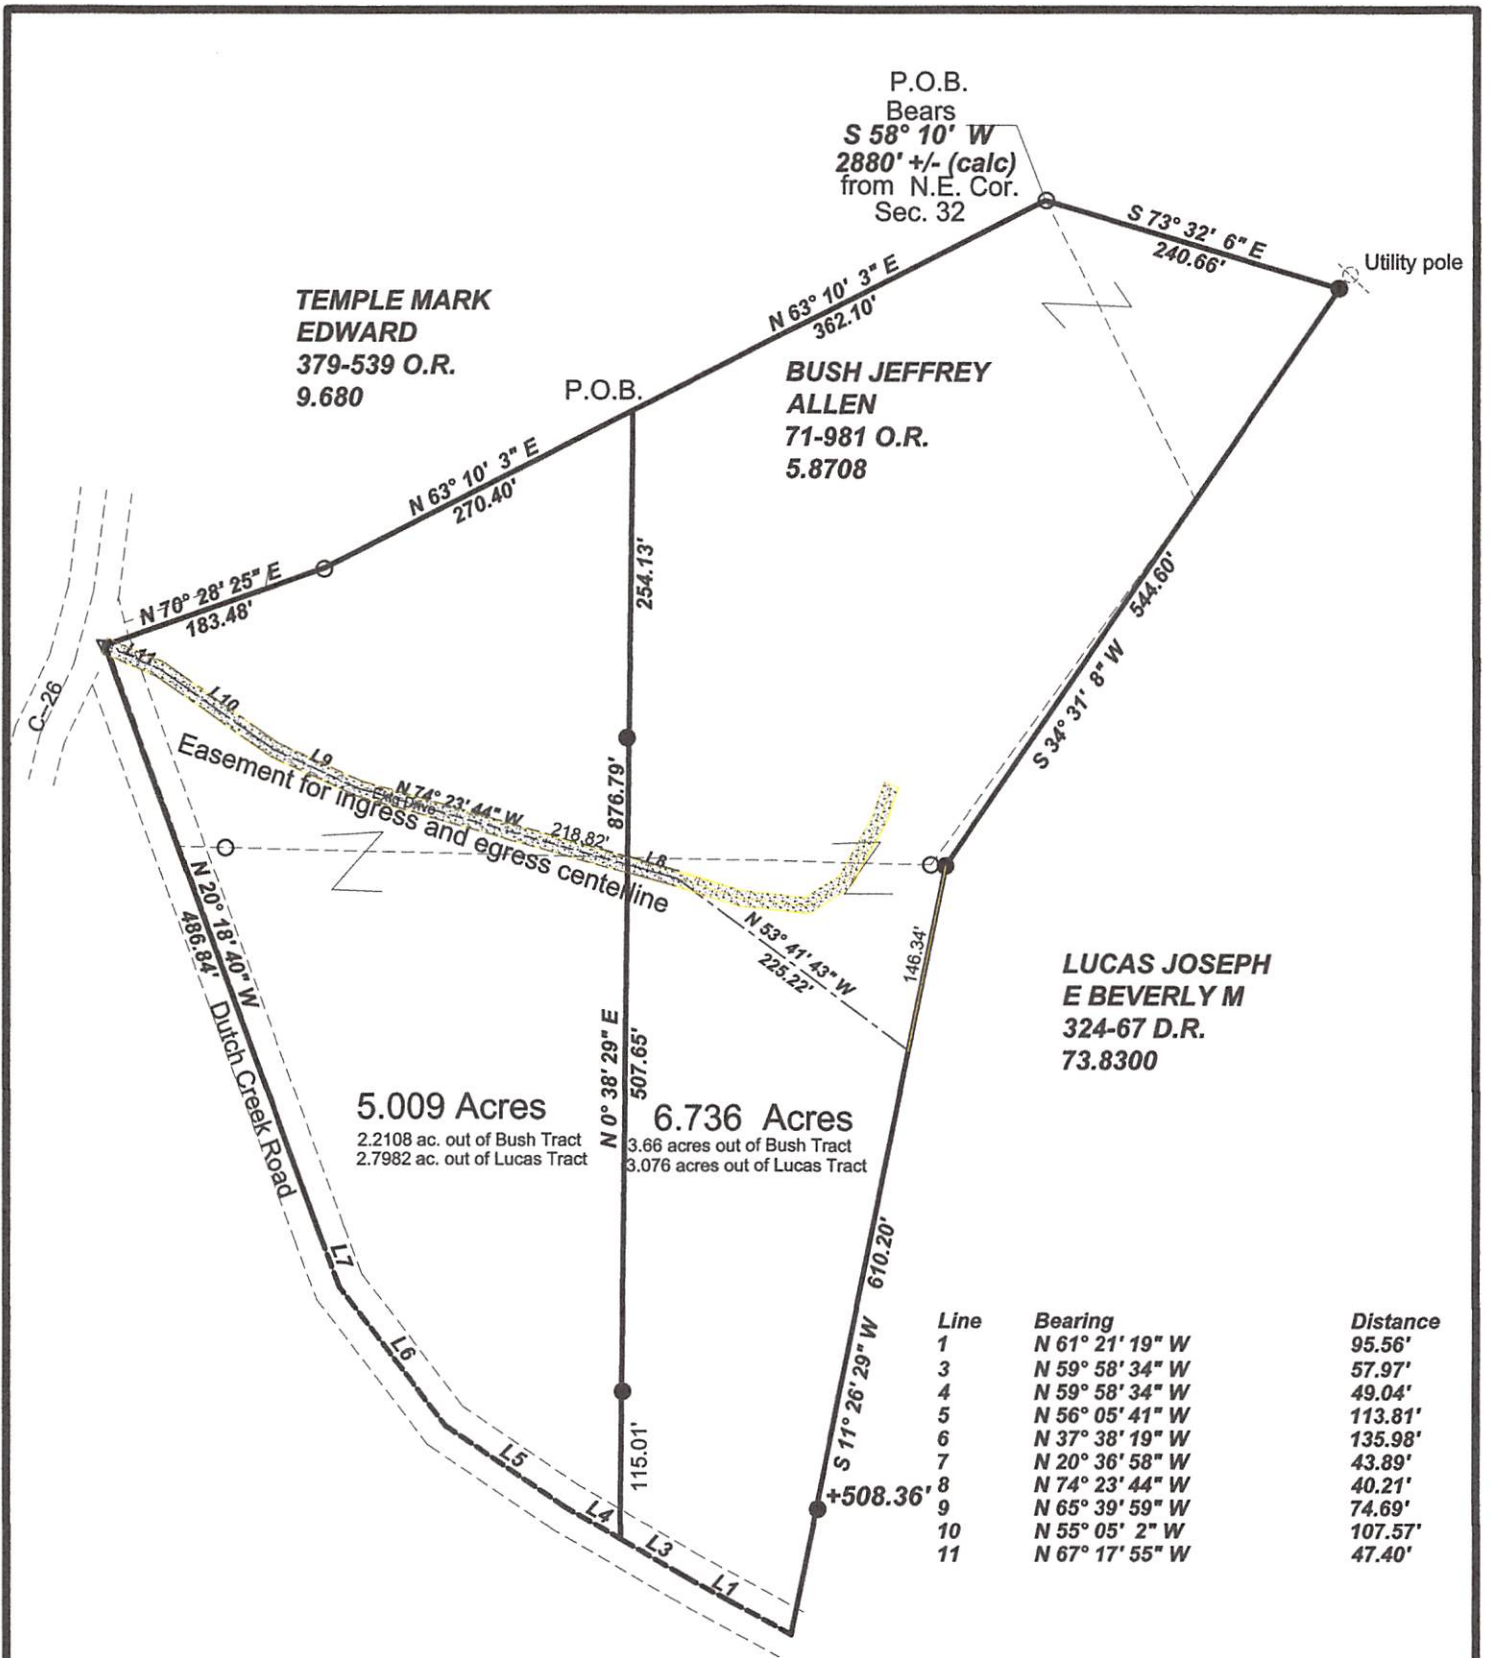 P.O.B.
Bears
S 58° 10' W
2880' +/- (calc)
from N.E. Cor.
Sec. 32
S 73° 32' 6" E
240.66'
Utility pole
N 63° 10' 3" E
362.10'
TEMPLE MARK
EDWARD
379-539 O.R.
9.680
P.O.B.
BUSH JEFFREY
ALLEN
71-981 O.R.
5.8708
N 63° 10' 3" E
270.40'
N 70° 28' 25" E
183.48'
254.13'
S 34° 31' 8" W 544.60'
C-26
L11
L10
L9
N 74° 23' 44" W
218.82'
L8
Easement for ingress and egress centerline
876.79'
N 53° 41' 43" W
225.22'
146.34'
N 20° 18' 40" W
486.84'
Dutch Creek Road
LUCAS JOSEPH
E BEVERLY M
324-67 D.R.
73.8300
N 0° 38' 29" E
507.65'
5.009 Acres
2.2108 ac. out of Bush Tract
2.7982 ac. out of Lucas Tract
6.736 Acres
3.66 acres out of Bush Tract
3.076 acres out of Lucas Tract
L7
L6
L5
L4
L3
L1
115.01'
S 11° 26' 29" W 610.20'
+508.36'
Line Bearing Distance
1 N 61° 21' 19" W 95.56'
3 N 59° 58' 34" W 57.97'
4 N 59° 58' 34" W 49.04'
5 N 56° 05' 41" W 113.81'
6 N 37° 38' 19" W 135.98'
7 N 20° 36' 58" W 43.89'
8 N 74° 23' 44" W 40.21'
9 N 65° 39' 59" W 74.69'
10 N 55° 05' 2" W 107.57'
11 N 67° 17' 55" W 47.40'